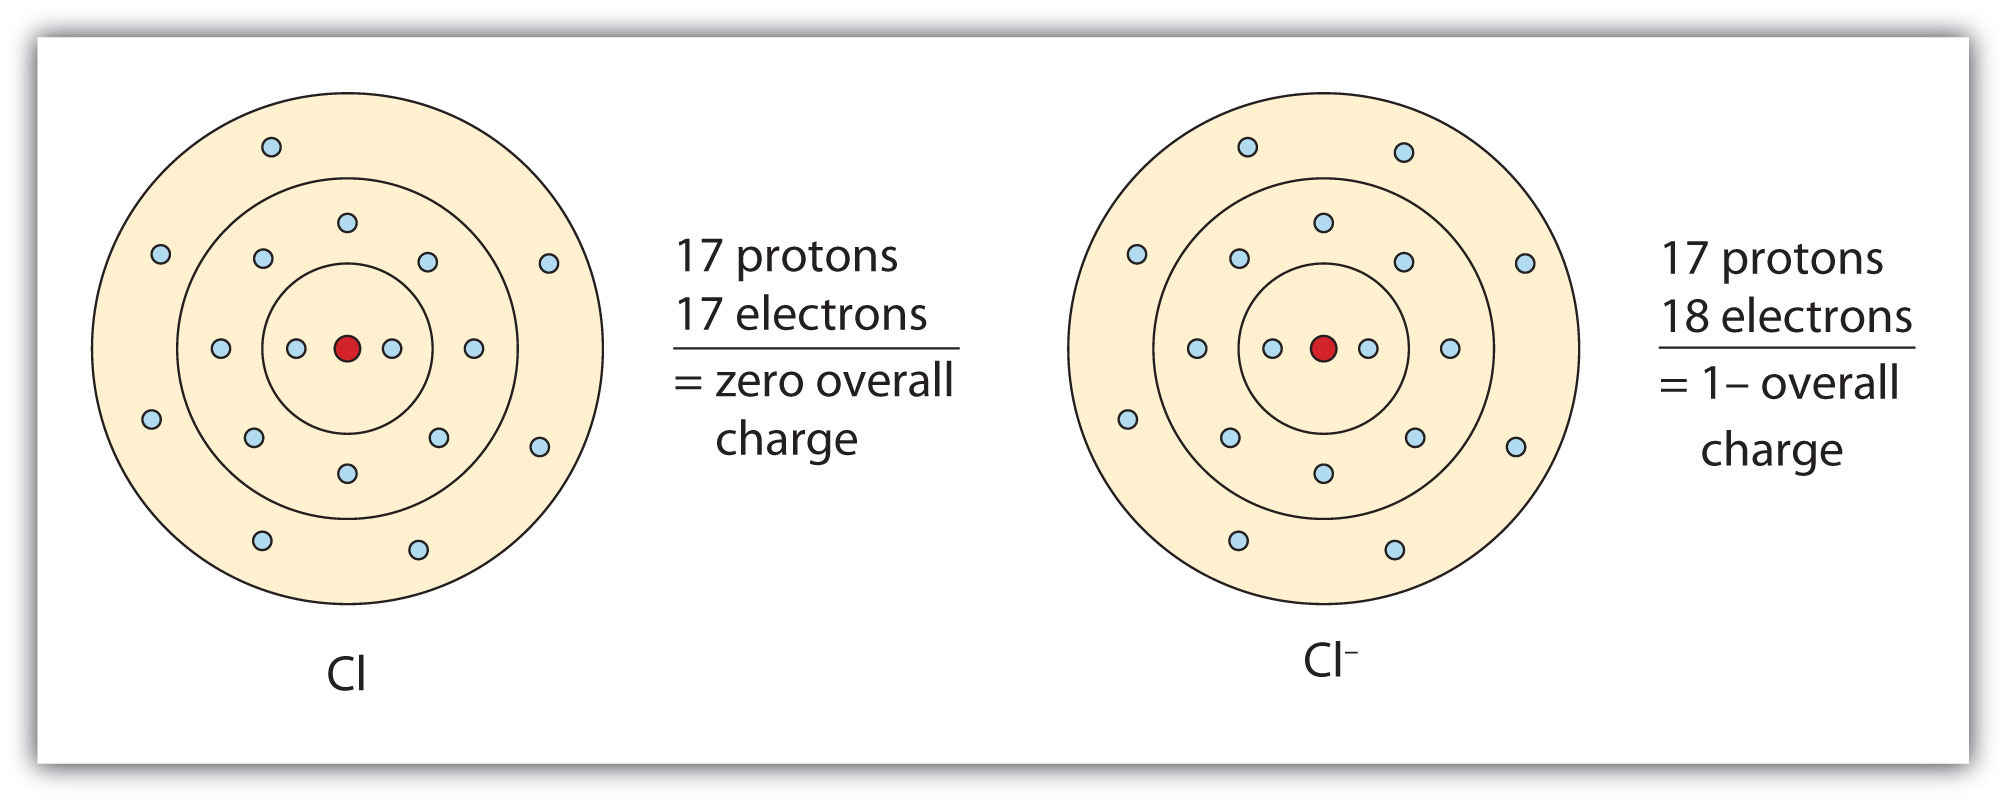 17 protons
17 electrons
= zero overall
charge
Cl
17 protons
18 electrons
= 1– overall
charge
Cl⁻